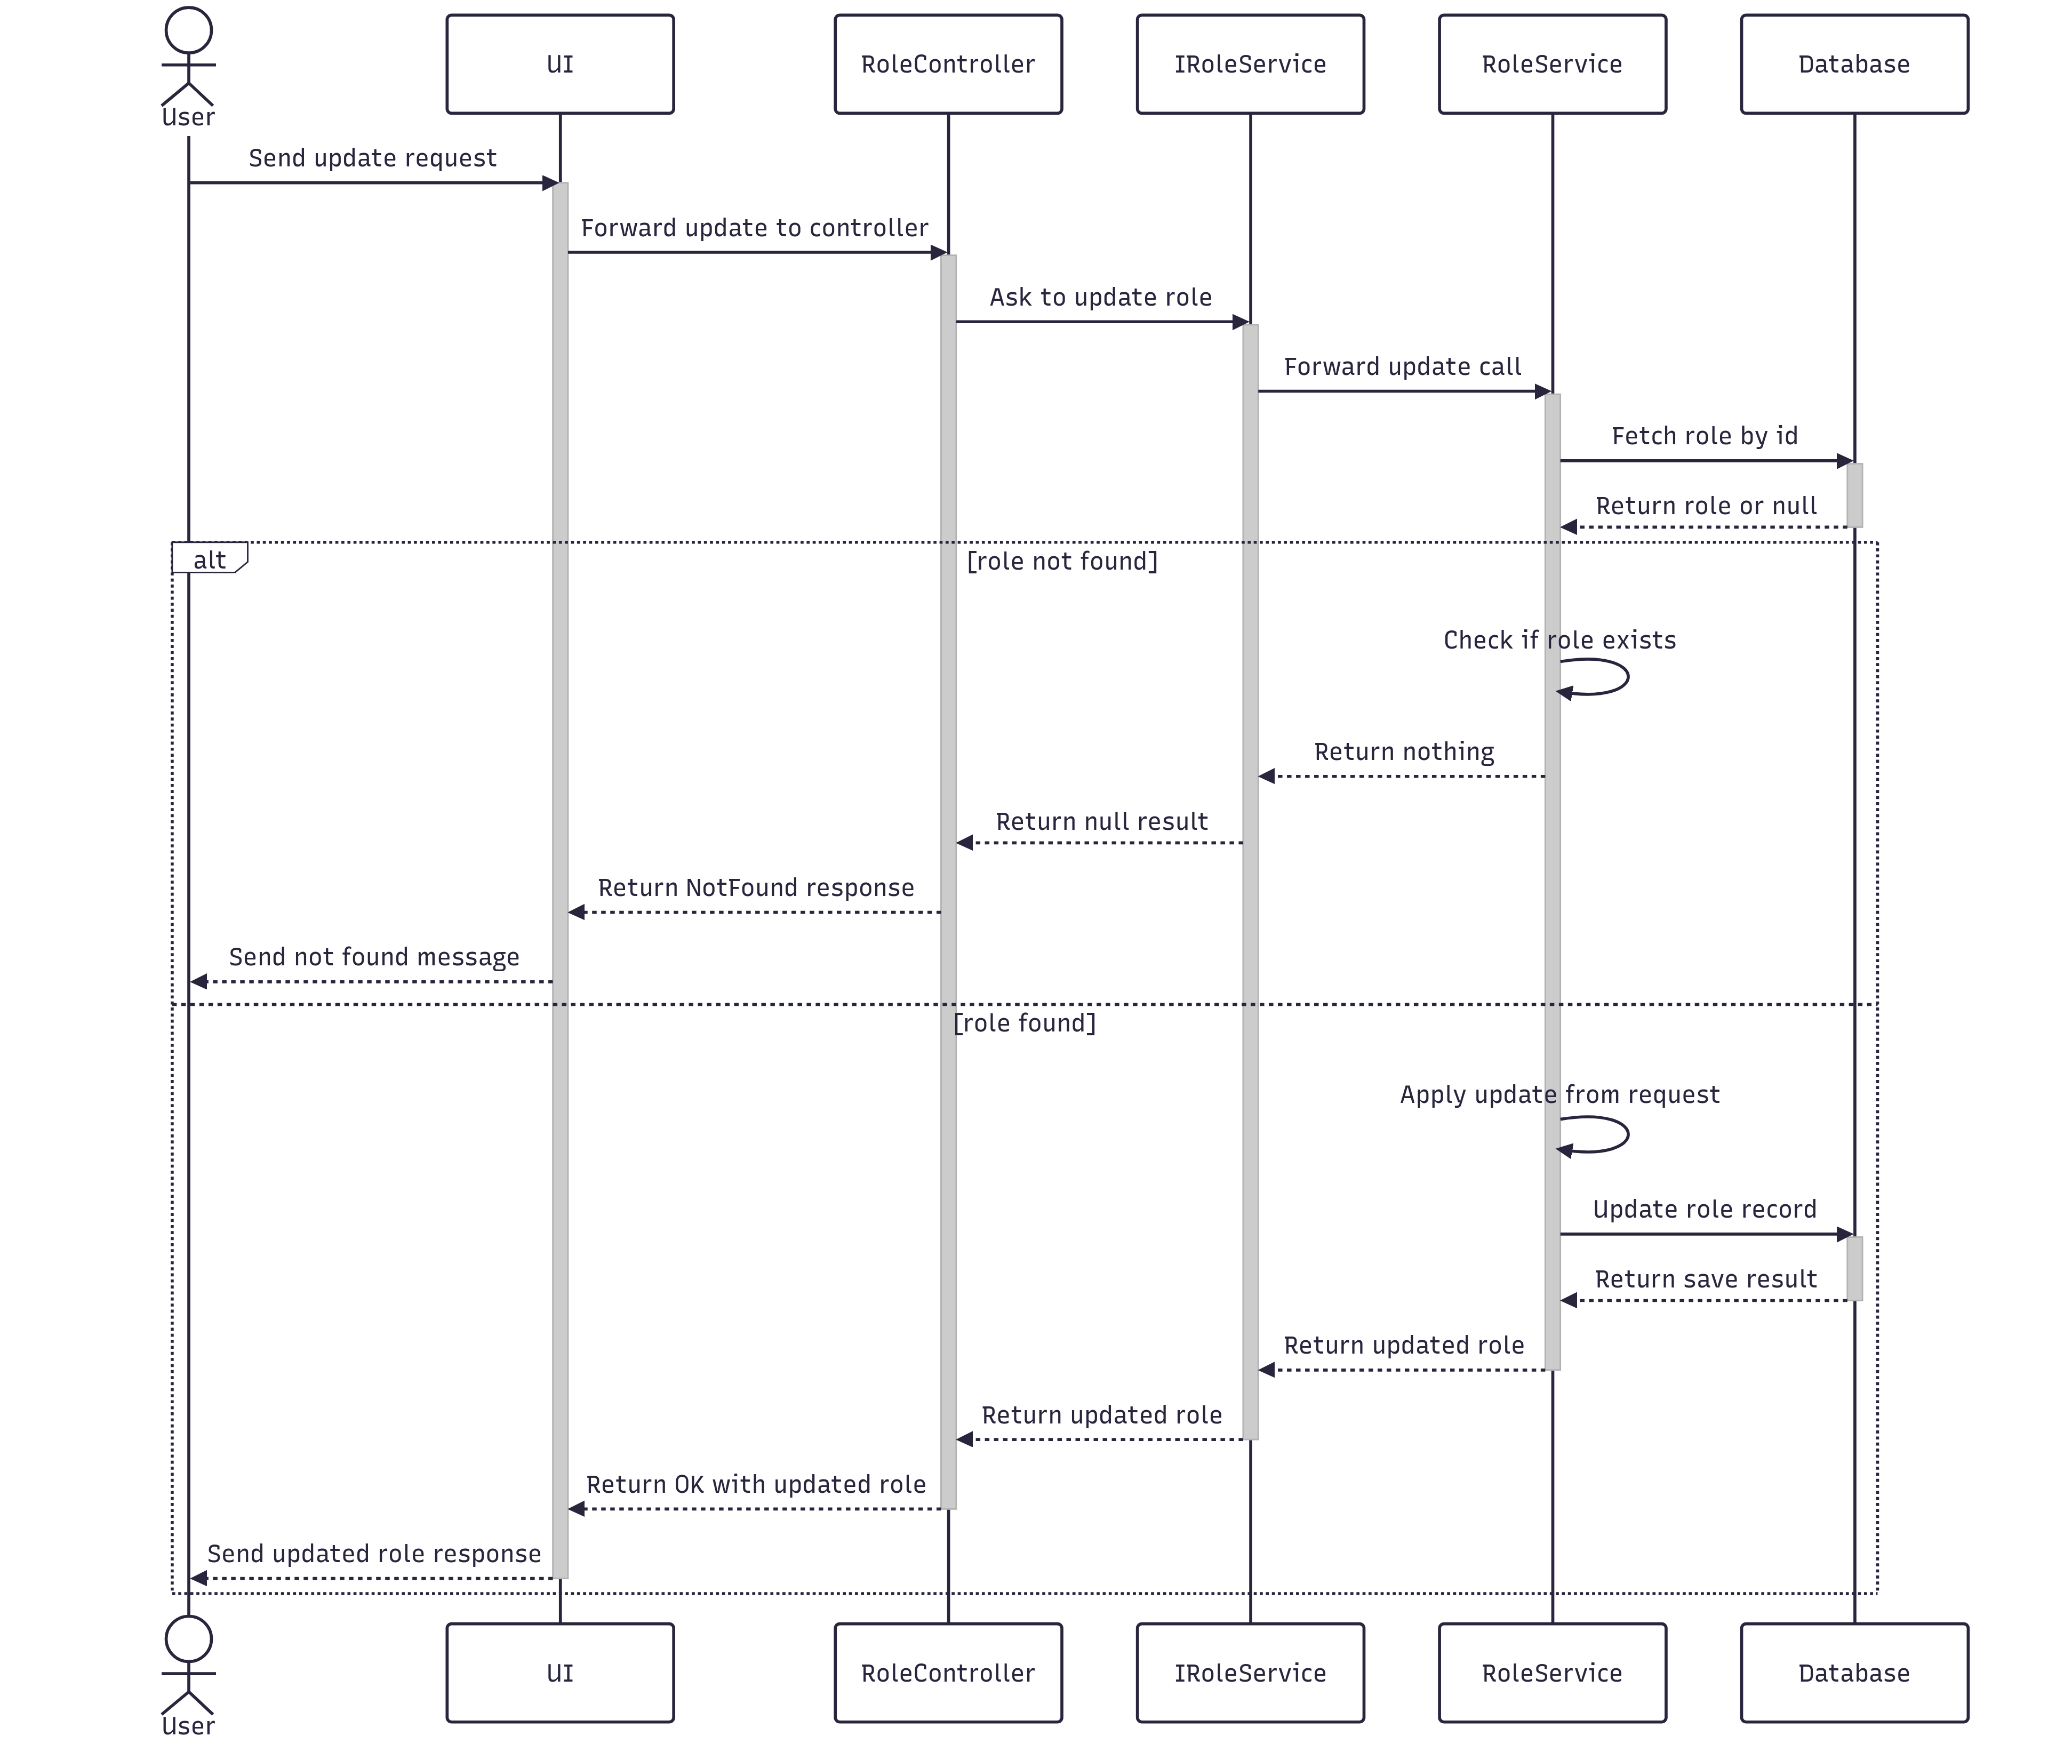 User
UI
RoleController
IRoleService
RoleService
Database
Send update request
Forward update to controller
Ask to update role
Forward update call
Fetch role by id
Return role or null
alt
[role not found]
Check if role exists
Return nothing
Return null result
Return NotFound response
Send not found message
[role found]
Apply update from request
Update role record
Return save result
Return updated role
Return updated role
Return OK with updated role
Send updated role response
User
UI
RoleController
IRoleService
RoleService
Database